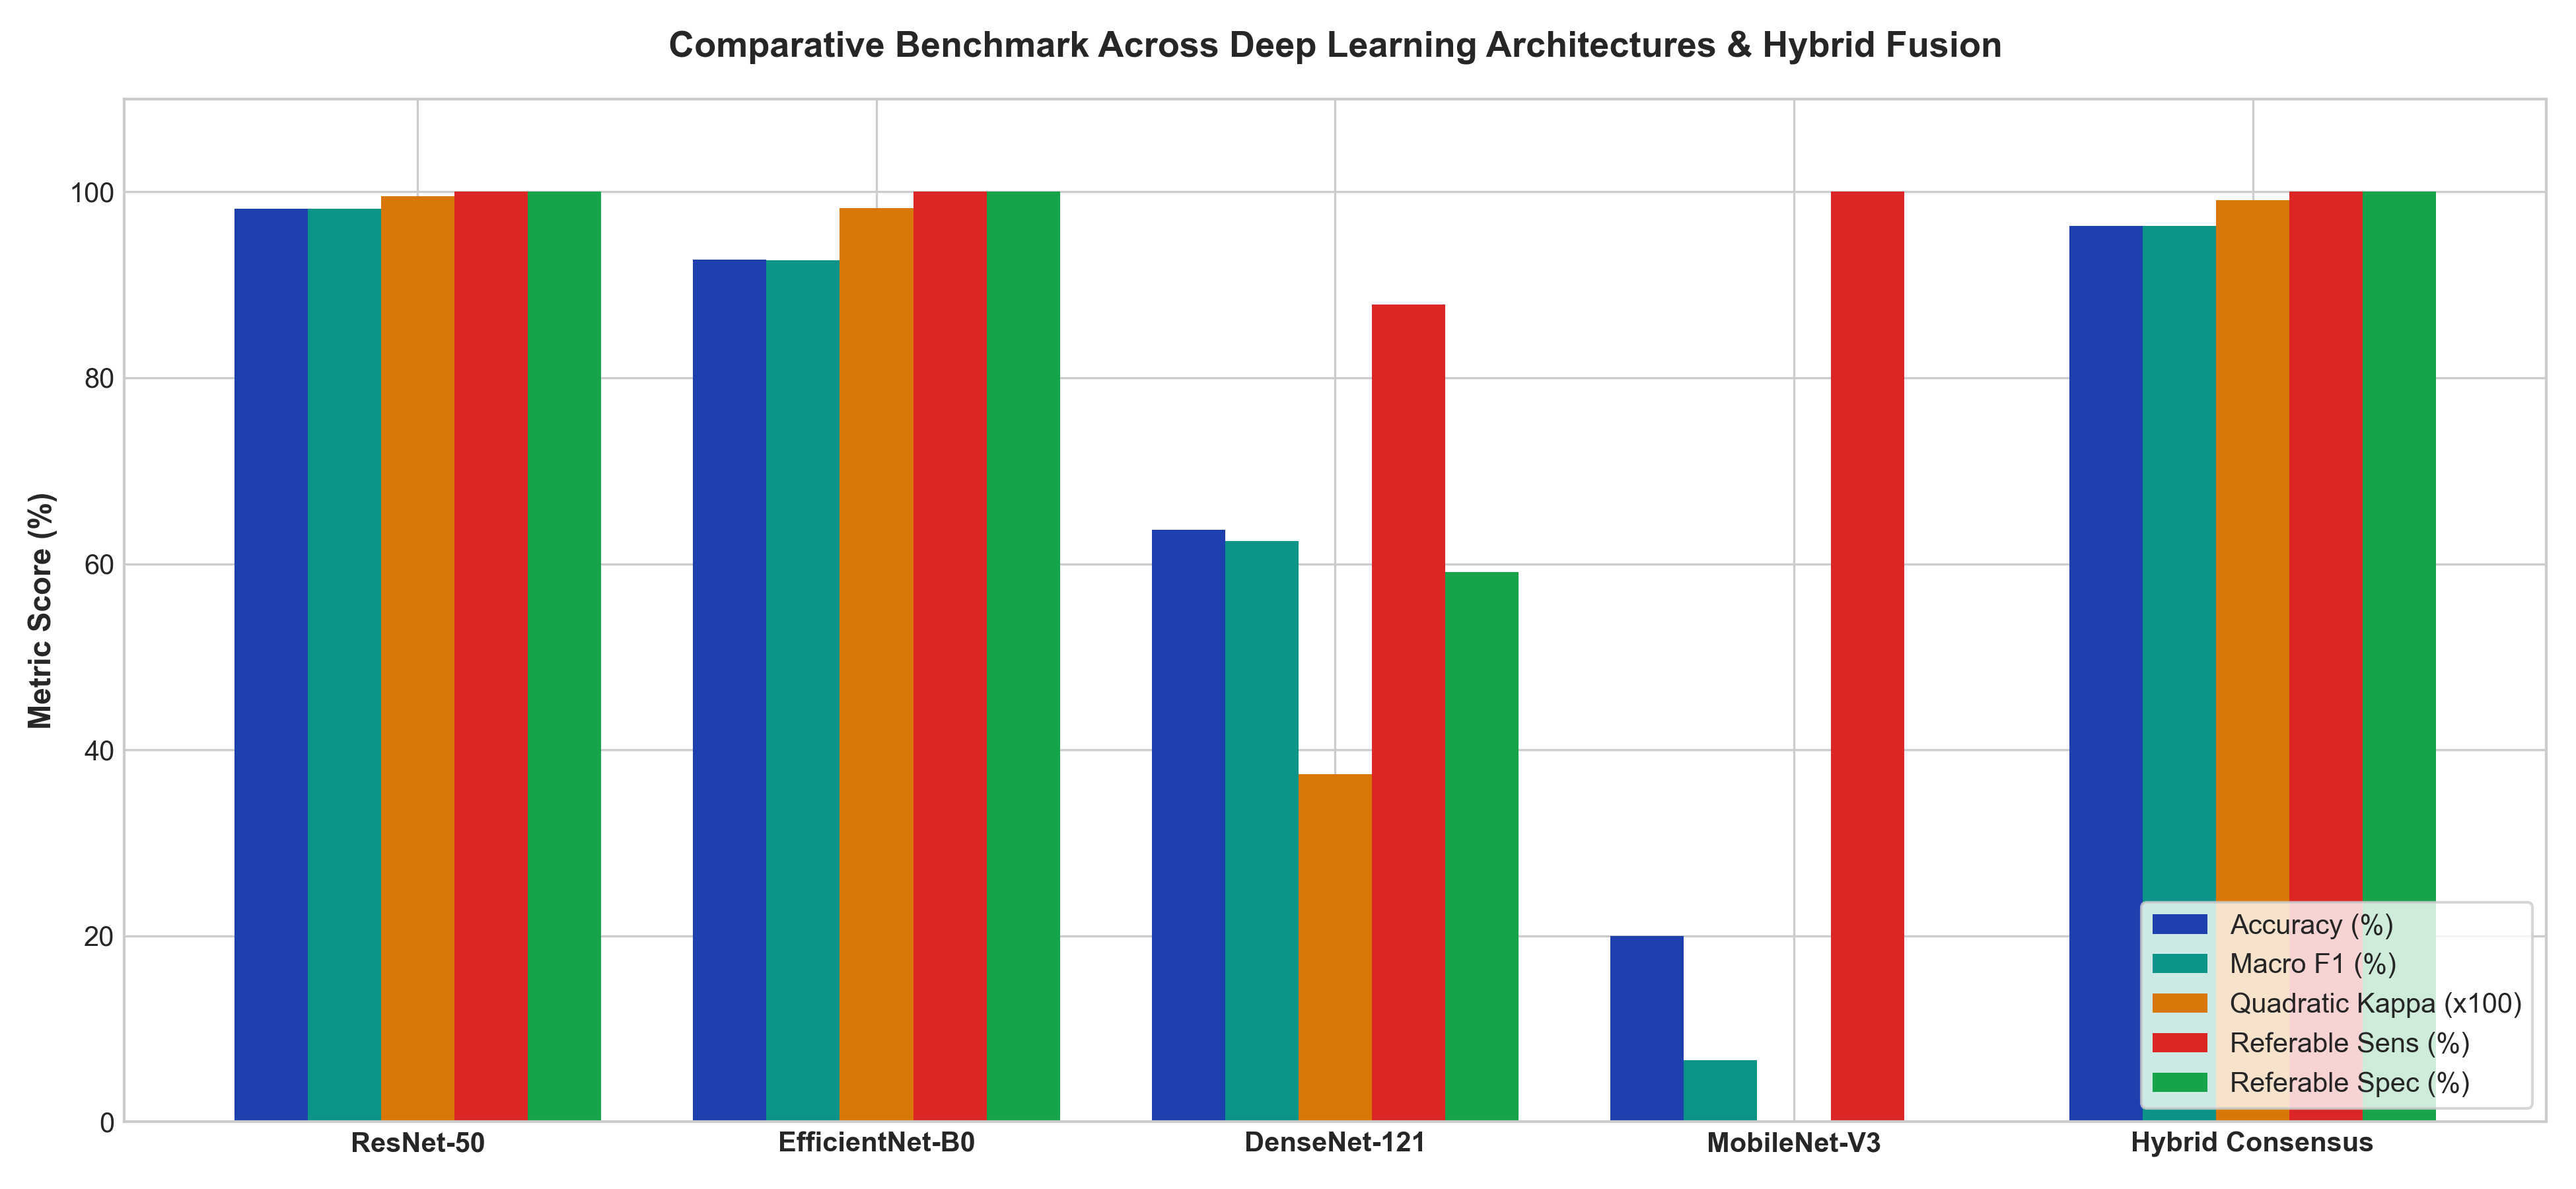 Comparative Benchmark Across Deep Learning Architectures & Hybrid Fusion
Metric Score (%)
100
80
60
40
20
0
ResNet-50
EfficientNet-B0
DenseNet-121
MobileNet-V3
Hybrid Consensus
Accuracy (%)
Macro F1 (%)
Quadratic Kappa (x100)
Referable Sens (%)
Referable Spec (%)